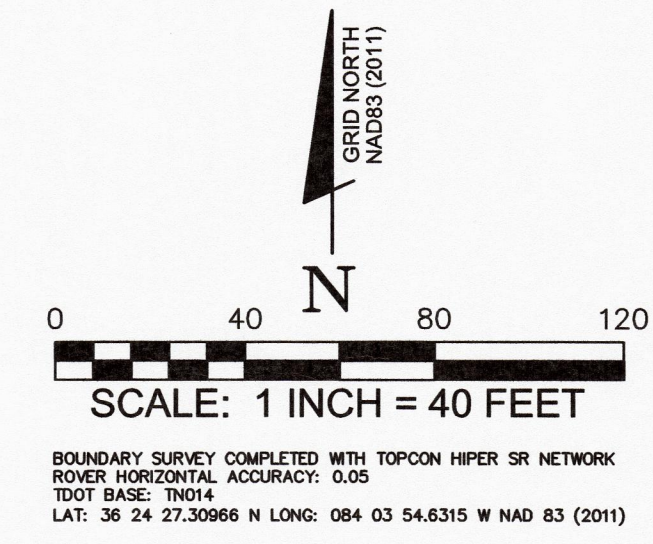 GRID NORTH
NAD83 (2011)
N
0 40 80 120
SCALE: 1 INCH = 40 FEET
BOUNDARY SURVEY COMPLETED WITH TOPCON HIPER SR NETWORK
ROVER HORIZONTAL ACCURACY: 0.05
TDOT BASE: TN014
LAT: 36 24 27.30966 N LONG: 084 03 54.6315 W NAD 83 (2011)